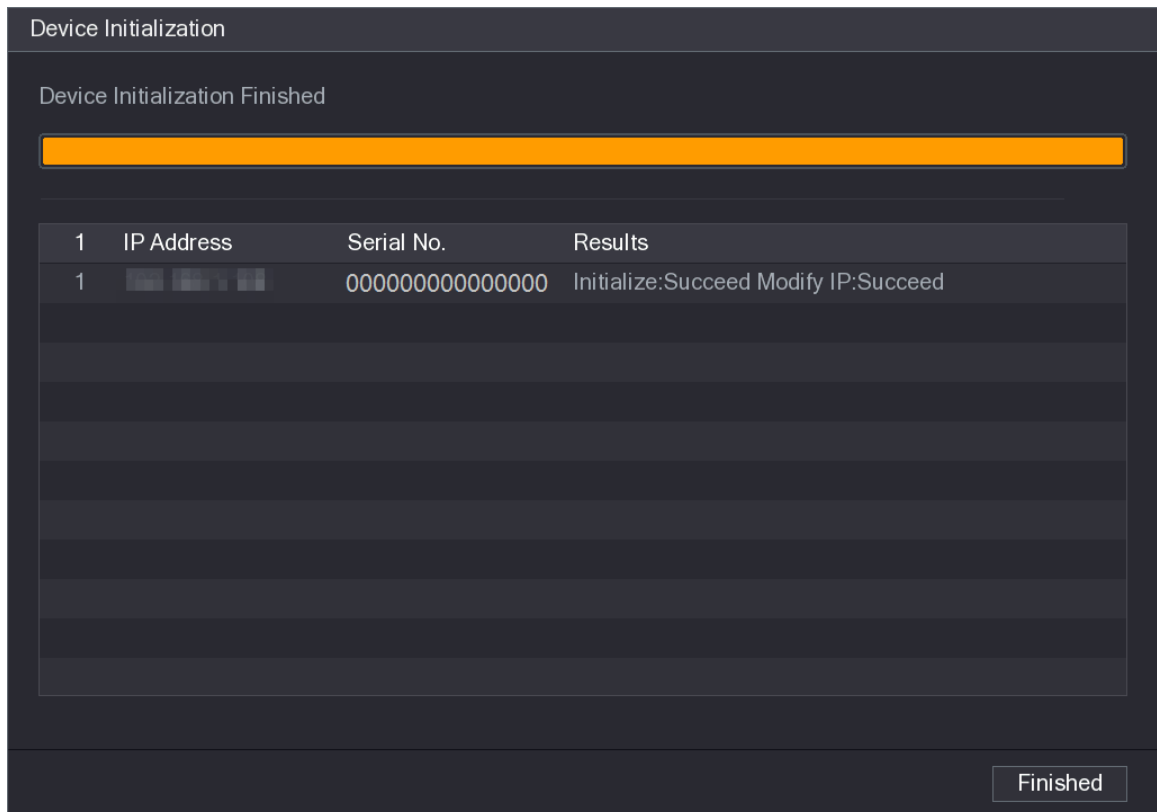 Device Initialization
Device Initialization Finished
1 IP Address Serial No. Results
1 000000000000000 Initialize:Succeed Modify IP:Succeed
Finished